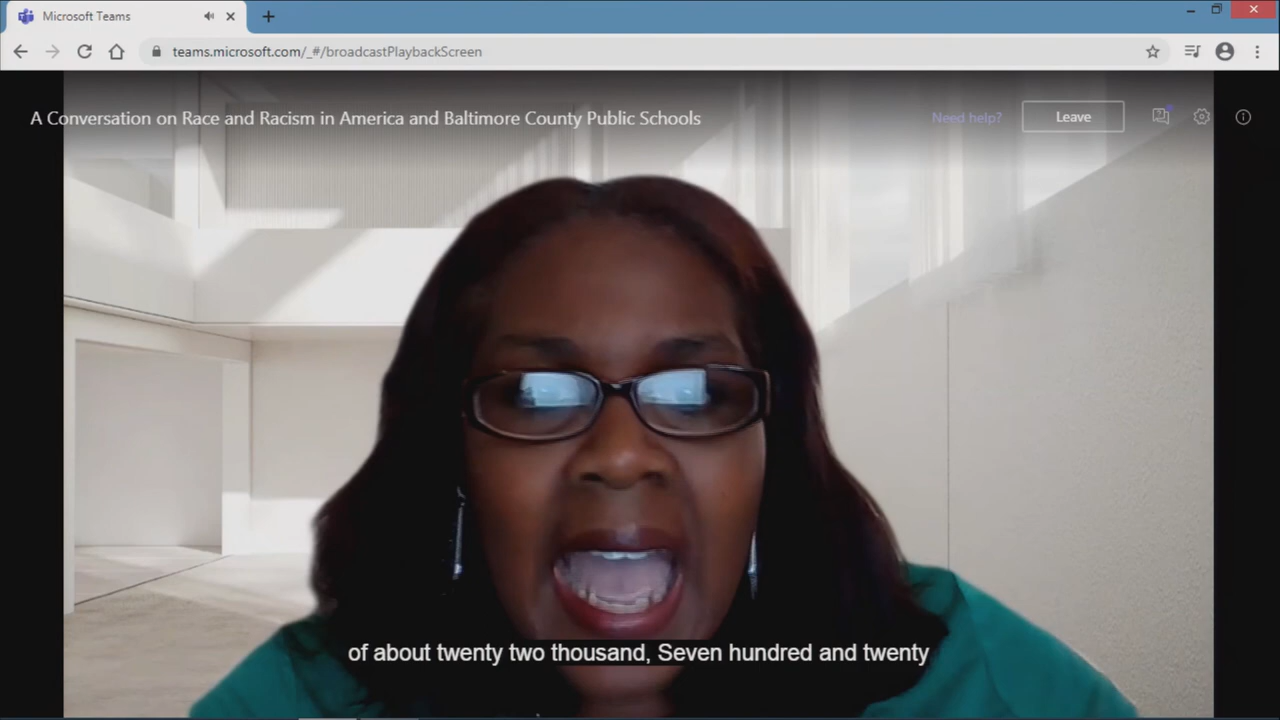 Microsoft Teams
teams.microsoft.com/_#/broadcastPlaybackScreen
A Conversation on Race and Racism in America and Baltimore County Public Schools
Need help?
Leave
of about twenty two thousand, Seven hundred and twenty